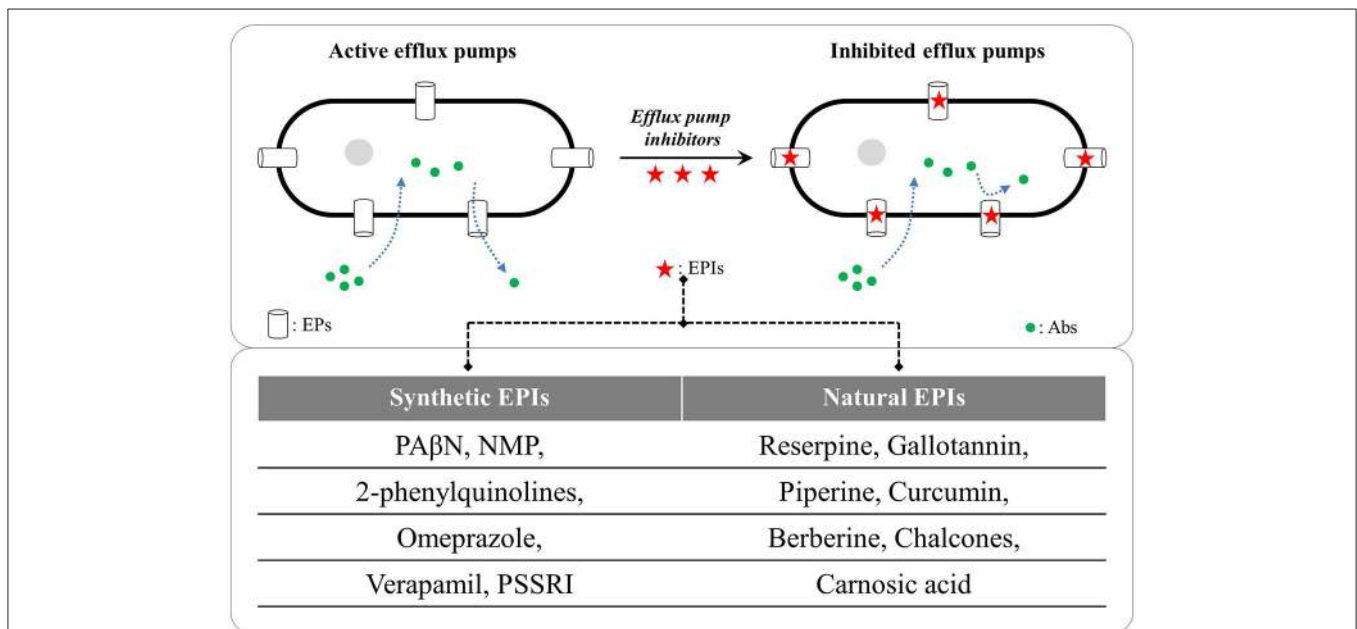 Active efflux pumps
Inhibited efflux pumps
Efflux pump
inhibitors
: EPIs
: EPs
: Abs
Synthetic EPIs
Natural EPIs
PAβN, NMP,
Reserpine, Gallotannin,
2-phenylquinolines,
Piperine, Curcumin,
Omeprazole,
Berberine, Chalcones,
Verapamil, PSSRI
Carnosic acid